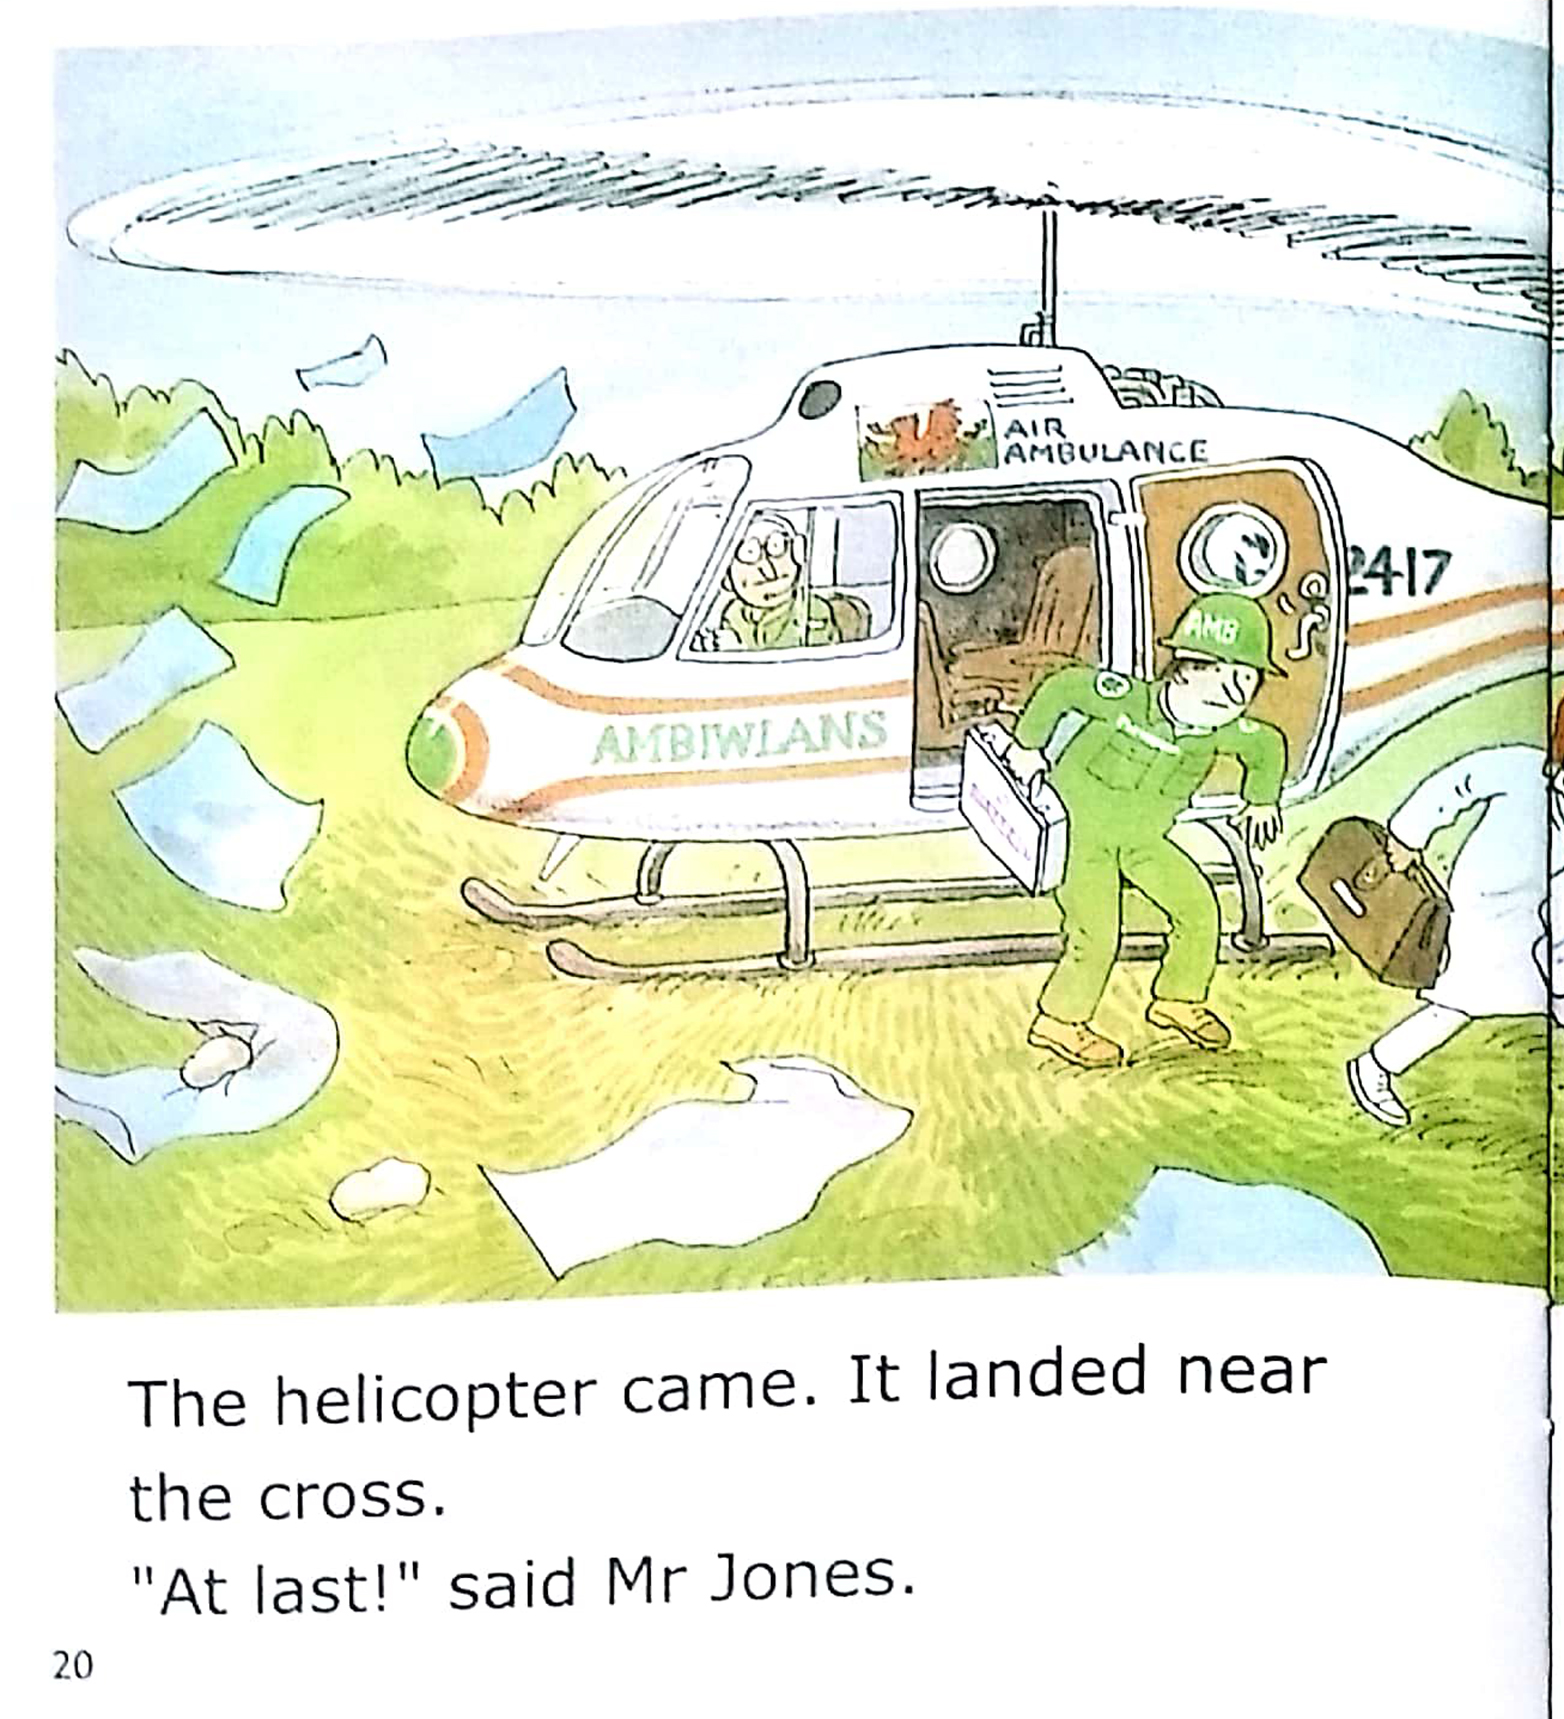 AIR
AMBULANCE
2417
AMB
AMBIWLANS
The helicopter came. It landed near
the cross.
"At last!" said Mr Jones.
20